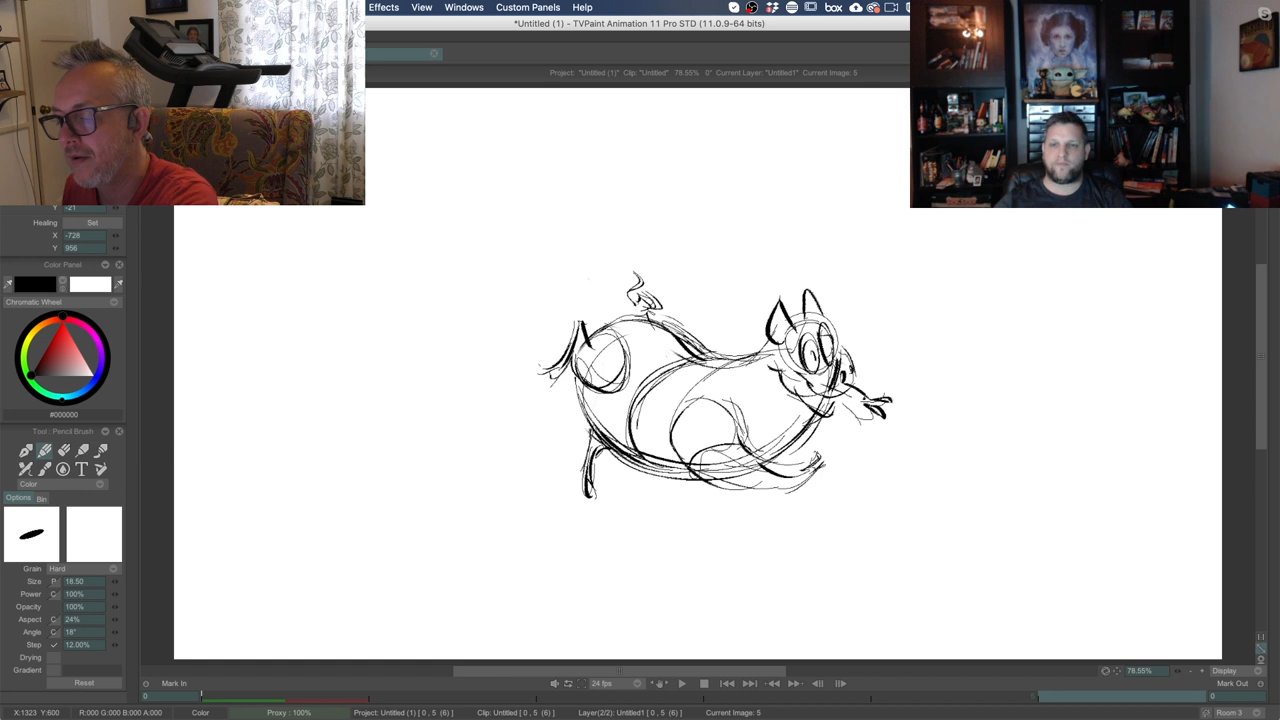 Effects View Windows Custom Panels Help
box
*Untitled (1) - TVPaint Animation 11 Pro STD (11.0.9-64 bits)
Project: "Untitled (1)" Clip: "Untitled" 78.55% 0° Current Layer: "Untitled1" Current Image: 5
Y -21
Healing Set
X -728
Y 956
Color Panel
Chromatic Wheel
#000000
Tool : Pencil Brush
Color
Options Bin
Grain Hard
Size P 18.50
Power C 100%
Opacity 100%
Aspect C 24%
Angle C 18°
Step 12.00%
Drying
Gradient
Reset
78.55% - + Display
Mark In
24 fps
Mark Out
0
5
0
X:1323 Y:600 R:000 G:000 B:000 A:000 Color Proxy : 100% Project: Untitled (1) [ 0 , 5 (6) ] Clip: Untitled [ 0 , 5 (6) ] Layer(2/2): Untitled1 [ 0 , 5 (6) ] Current Image: 5 Room 3